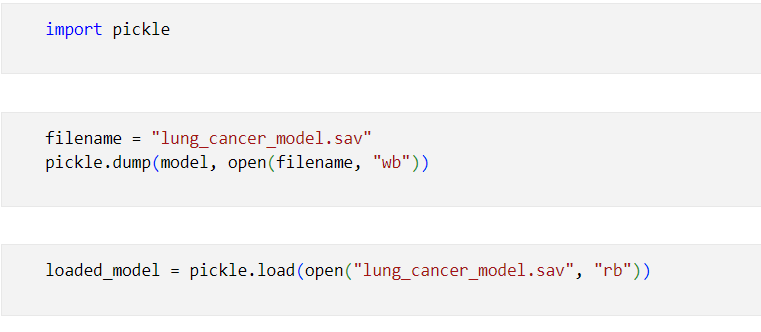 import pickle
filename = "lung_cancer_model.sav"
pickle.dump(model, open(filename, "wb"))
loaded_model = pickle.load(open("lung_cancer_model.sav", "rb"))